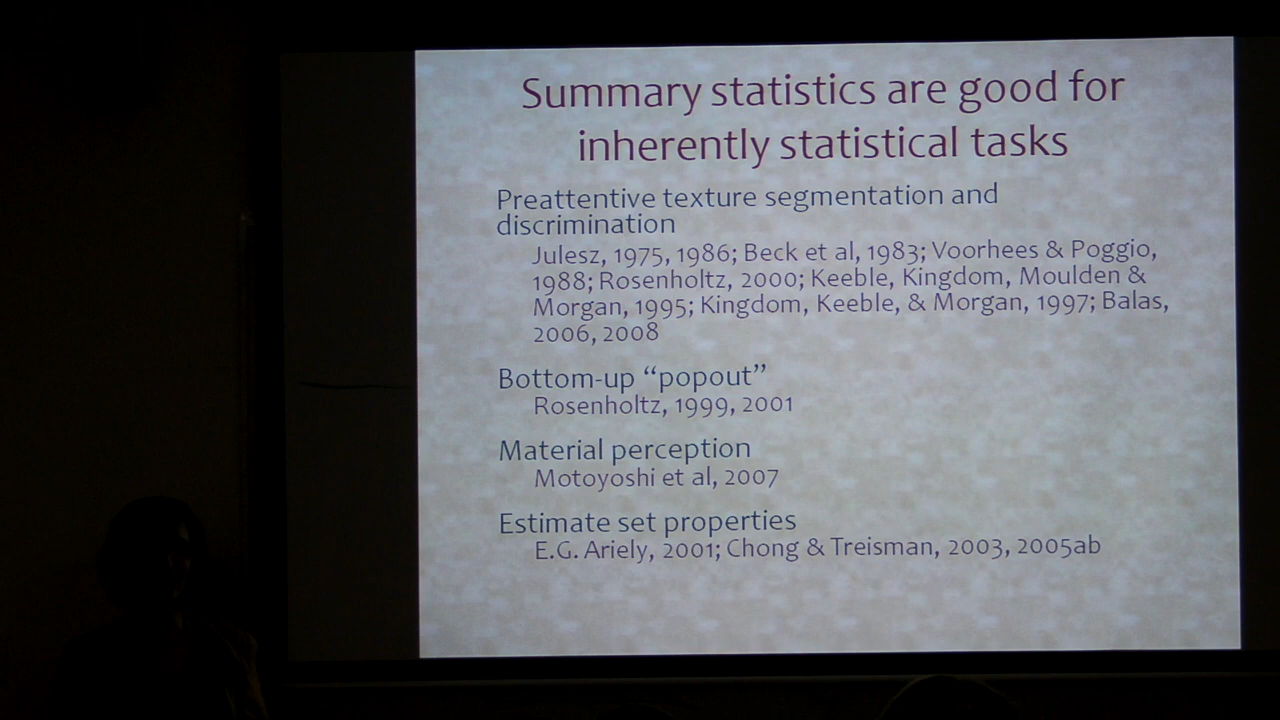 Summary statistics are good for
inherently statistical tasks
Preattentive texture segmentation and
discrimination
Julesz, 1975, 1986; Beck et al, 1983; Voorhees & Poggio,
1988; Rosenholtz, 2000; Keeble, Kingdom, Moulden &
Morgan, 1995; Kingdom, Keeble, & Morgan, 1997; Balas,
2006, 2008
Bottom-up “popout”
Rosenholtz, 1999, 2001
Material perception
Motoyoshi et al, 2007
Estimate set properties
E.G. Ariely, 2001; Chong & Treisman, 2003, 2005ab